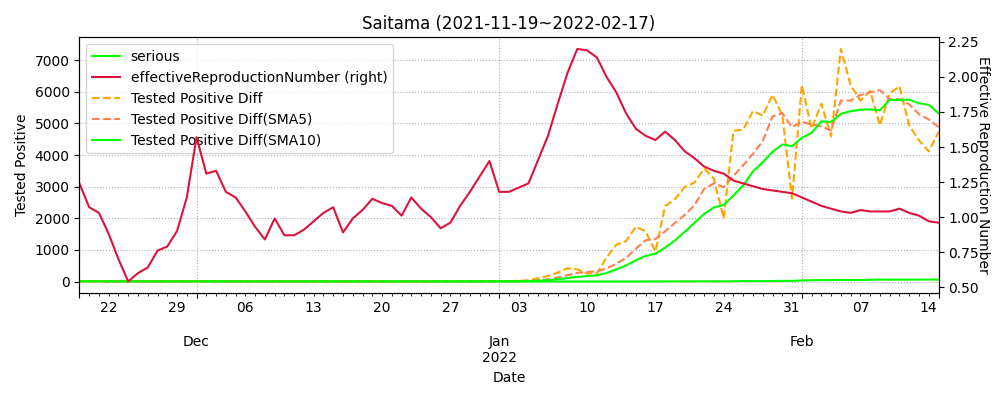 Saitama (2021-11-19~2022-02-17)
serious
effectiveReproductionNumber (right)
Tested Positive Diff
Tested Positive Diff(SMA5)
Tested Positive Diff(SMA10)
Tested Positive
7000
6000
5000
4000
3000
2000
1000
0
2.25
2.00
1.75
1.50
1.25
1.00
0.75
0.50
Effective Reproduction Number
22 29 06 13 20 27 03 10 17 24 31 07 14
Dec Jan Feb
2022
Date